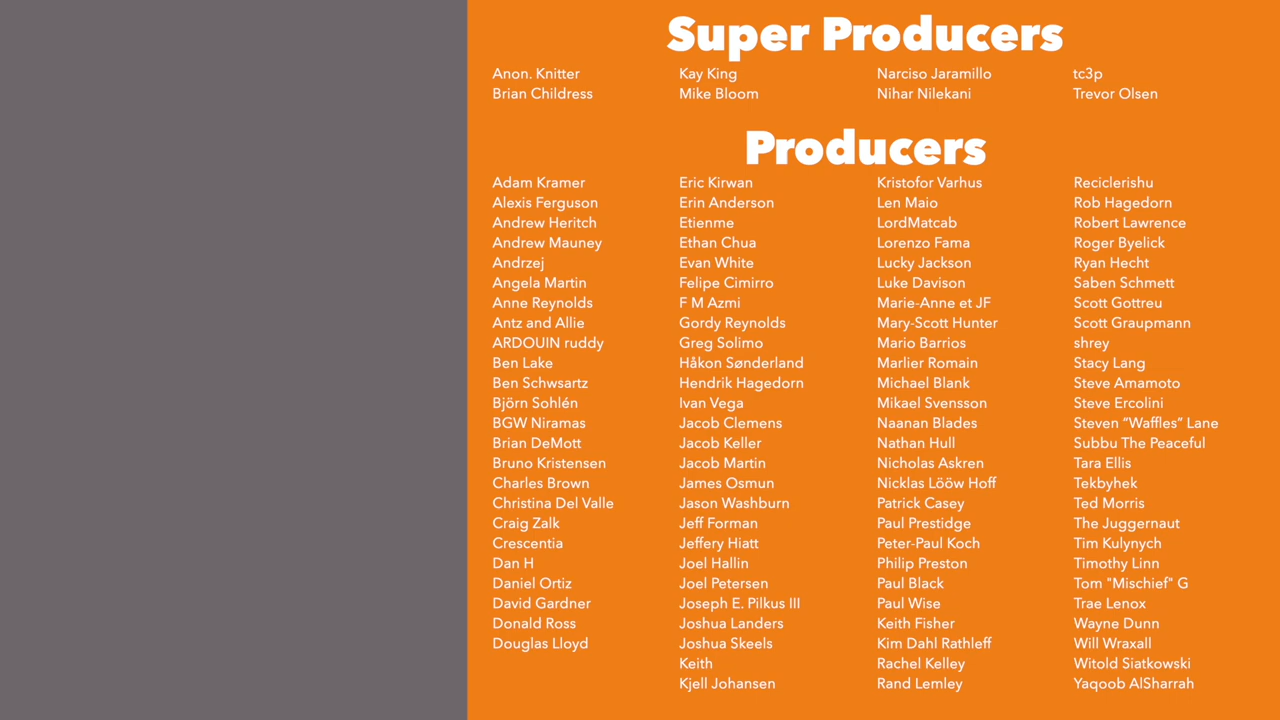 Super Producers
Anon. Knitter
Brian Childress
Kay King
Mike Bloom
Narciso Jaramillo
Nihar Nilekani
tc3p
Trevor Olsen
Producers
Adam Kramer
Alexis Ferguson
Andrew Heritch
Andrew Mauney
Andrzej
Angela Martin
Anne Reynolds
Antz and Allie
ARDOUIN ruddy
Ben Lake
Ben Schwsartz
Björn Sohlén
BGW Niramas
Brian DeMott
Bruno Kristensen
Charles Brown
Christina Del Valle
Craig Zalk
Crescentia
Dan H
Daniel Ortiz
David Gardner
Donald Ross
Douglas Lloyd
Eric Kirwan
Erin Anderson
Etienme
Ethan Chua
Evan White
Felipe Cimirro
F M Azmi
Gordy Reynolds
Greg Solimo
Håkon Sønderland
Hendrik Hagedorn
Ivan Vega
Jacob Clemens
Jacob Keller
Jacob Martin
James Osmun
Jason Washburn
Jeff Forman
Jeffery Hiatt
Joel Hallin
Joel Petersen
Joseph E. Pilkus III
Joshua Landers
Joshua Skeels
Keith
Kjell Johansen
Kristofor Varhus
Len Maio
LordMatcab
Lorenzo Fama
Lucky Jackson
Luke Davison
Marie-Anne et JF
Mary-Scott Hunter
Mario Barrios
Marlier Romain
Michael Blank
Mikael Svensson
Naanan Blades
Nathan Hull
Nicholas Askren
Nicklas Lööw Hoff
Patrick Casey
Paul Prestidge
Peter-Paul Koch
Philip Preston
Paul Black
Paul Wise
Keith Fisher
Kim Dahl Rathleff
Rachel Kelley
Rand Lemley
Reciclerishu
Rob Hagedorn
Robert Lawrence
Roger Byelick
Ryan Hecht
Saben Schmett
Scott Gottreu
Scott Graupmann
shrey
Stacy Lang
Steve Amamoto
Steve Ercolini
Steven “Waffles” Lane
Subbu The Peaceful
Tara Ellis
Tekbyhek
Ted Morris
The Juggernaut
Tim Kulynych
Timothy Linn
Tom "Mischief" G
Trae Lenox
Wayne Dunn
Will Wraxall
Witold Siatkowski
Yaqoob AlSharrah